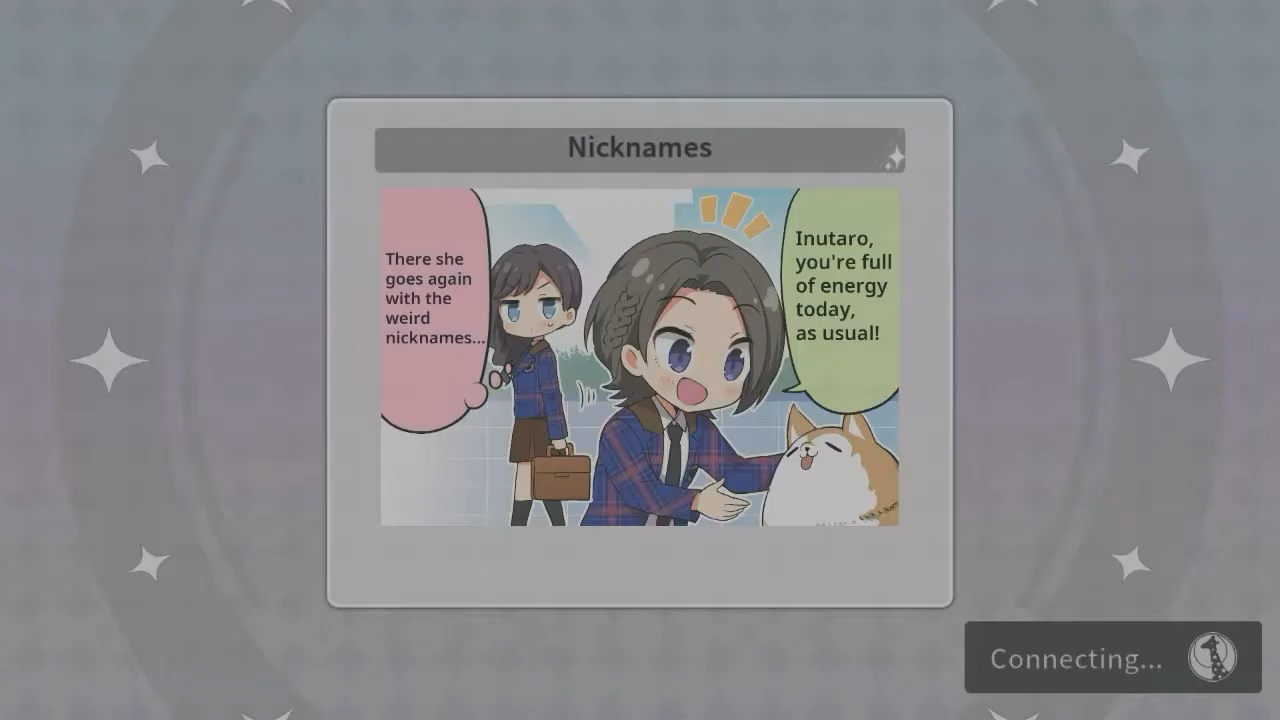 Nicknames
There she
goes again
with the
weird
nicknames...
Inutaro,
you're full
of energy
today,
as usual!
Connecting...